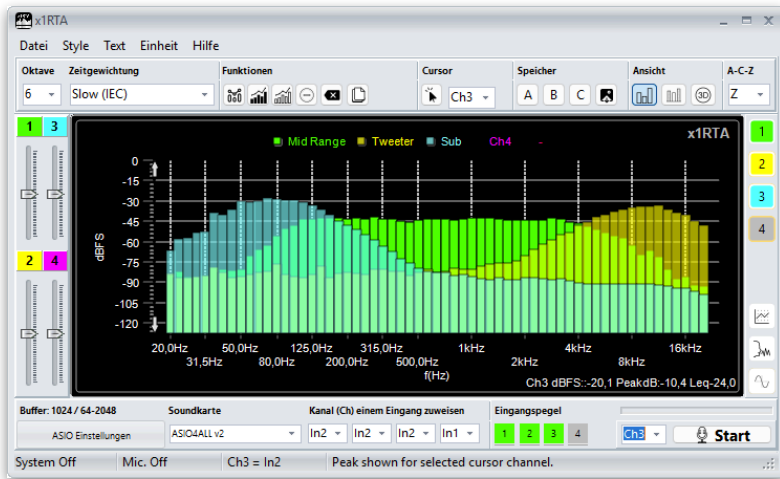 x1RTA
Datei Style Text Einheit Hilfe
Oktave Zeitgewichtung Funktionen Cursor Speicher Ansicht A-C-Z
6 Slow (IEC) Ch3 A B C 3D Z
1 3
x1RTA
1
Mid Range Tweeter Sub Ch4 -
0
2
-15
-30
3
-45
4
dBFS
-60
2 4
-75
-90
-105
-120
20,0Hz 50,0Hz 125,0Hz 315,0Hz 1kHz 4kHz 16kHz
31,5Hz 80,0Hz 200,0Hz 500,0Hz 2kHz 8kHz
f(Hz)
Ch3 dBFS::-20,1 PeakdB:-10,4 Leq-24,0
Buffer: 1024 / 64-2048 Soundkarte Kanal (Ch) einem Eingang zuweisen Eingangspegel
ASIO Einstellungen ASIO4ALL v2 In2 In2 In2 In1 1 2 3 4 Ch3 Start
System Off Mic. Off Ch3 = In2 Peak shown for selected cursor channel.